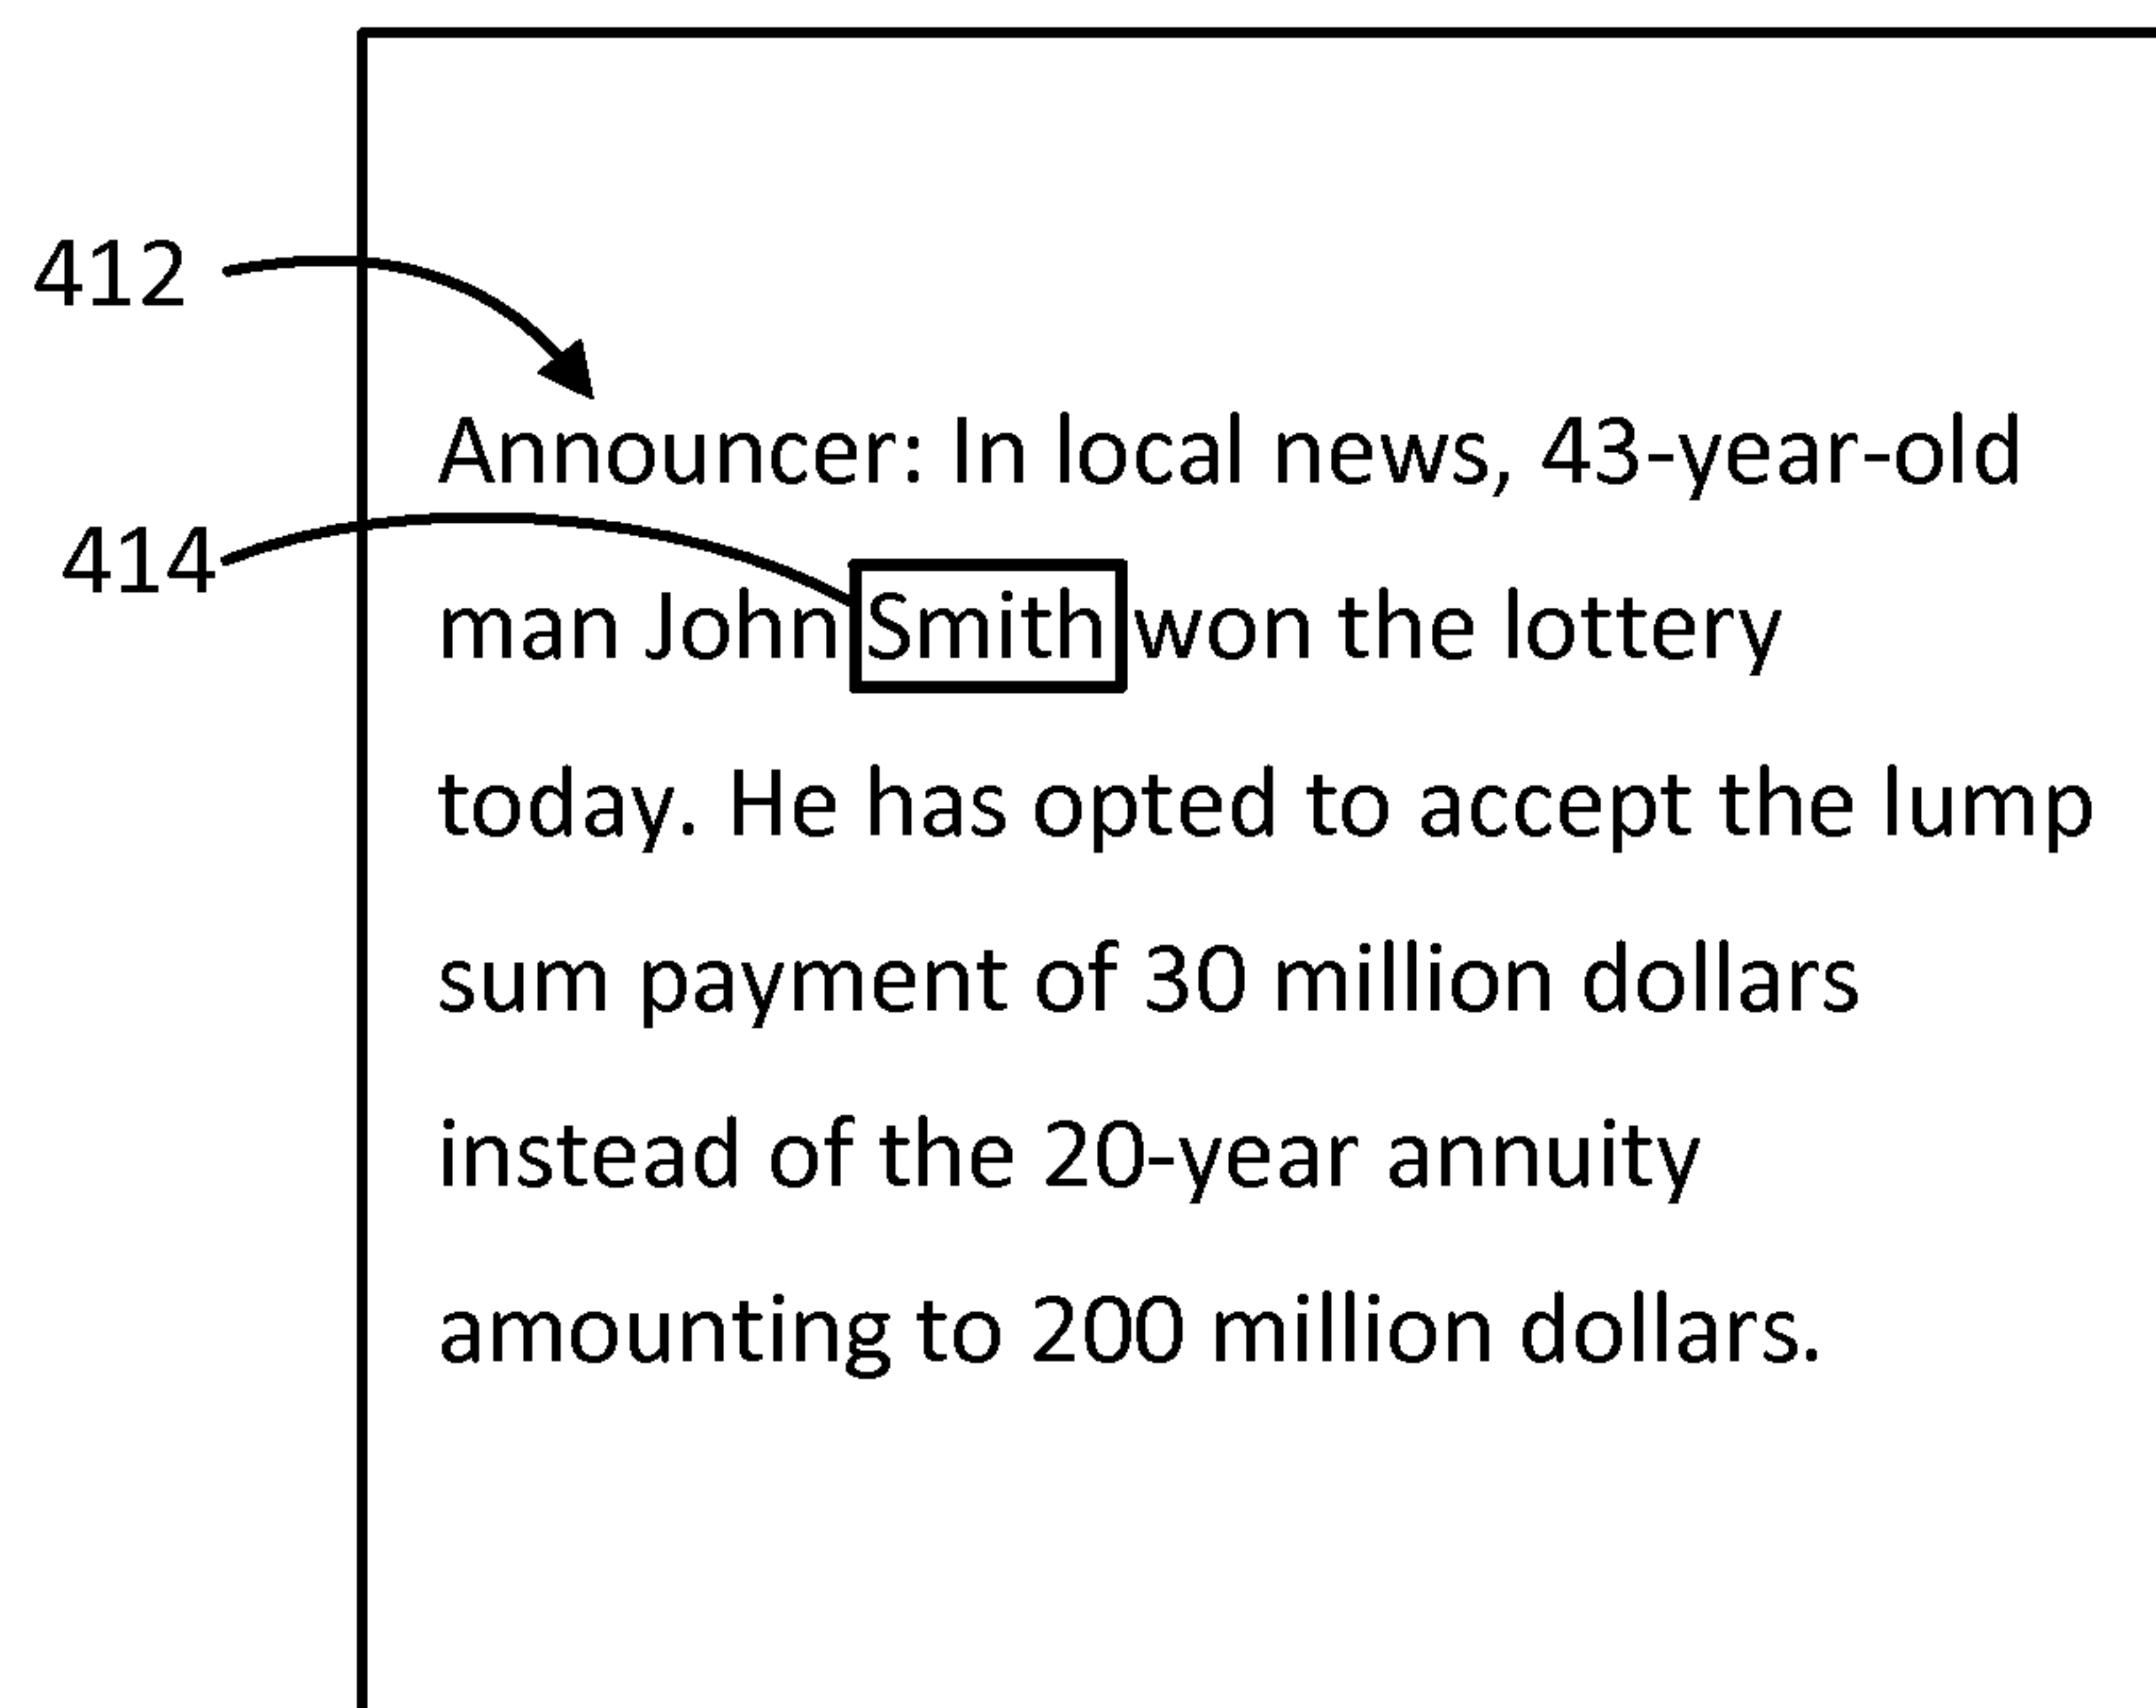 412
Announcer: In local news, 43-year-old
414
man John Smith won the lottery
today. He has opted to accept the lump
sum payment of 30 million dollars
instead of the 20-year annuity
amounting to 200 million dollars.